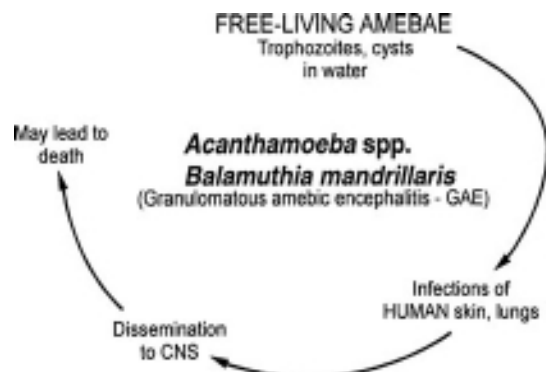 FREE-LIVING AMEBAE
Trophozoites, cysts
in water
May lead to
death
Acanthamoeba spp.
Balamuthia mandrillaris
(Granulomatous amebic encephalitis - GAE)
Infections of
HUMAN skin, lungs
Dissemination
to CNS